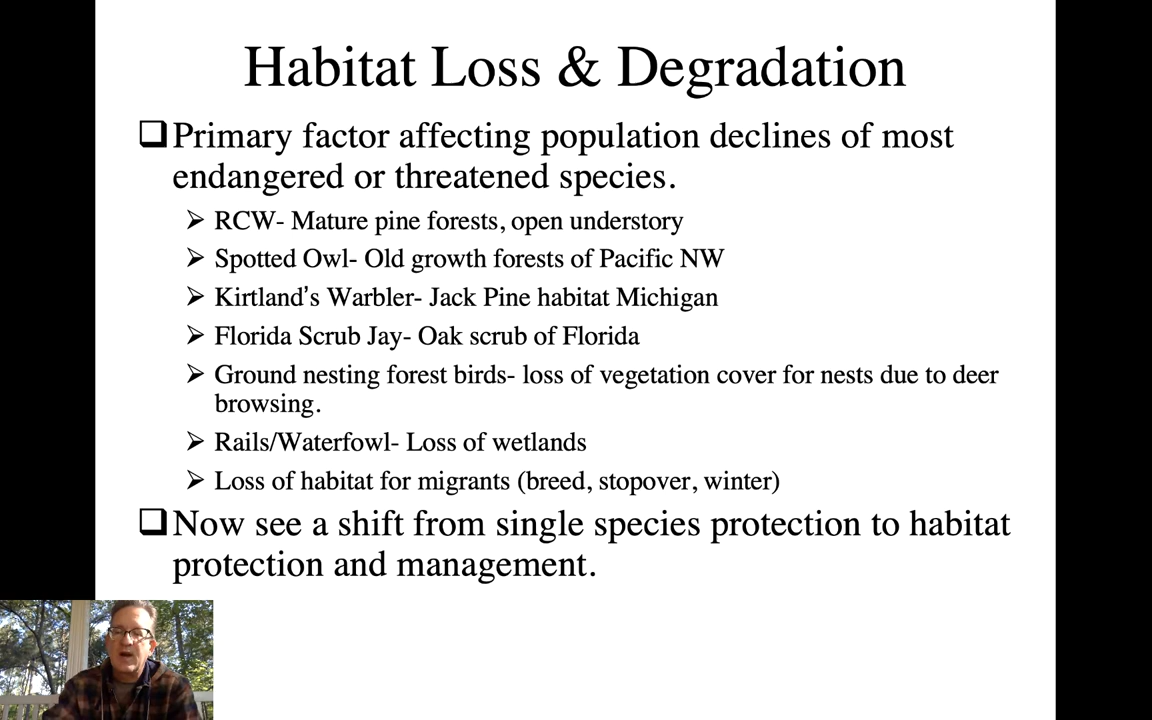 Habitat Loss & Degradation
Primary factor affecting population declines of most
endangered or threatened species.
RCW- Mature pine forests, open understory
Spotted Owl- Old growth forests of Pacific NW
Kirtland’s Warbler- Jack Pine habitat Michigan
Florida Scrub Jay- Oak scrub of Florida
Ground nesting forest birds- loss of vegetation cover for nests due to deer
browsing.
Rails/Waterfowl- Loss of wetlands
Loss of habitat for migrants (breed, stopover, winter)
Now see a shift from single species protection to habitat
protection and management.